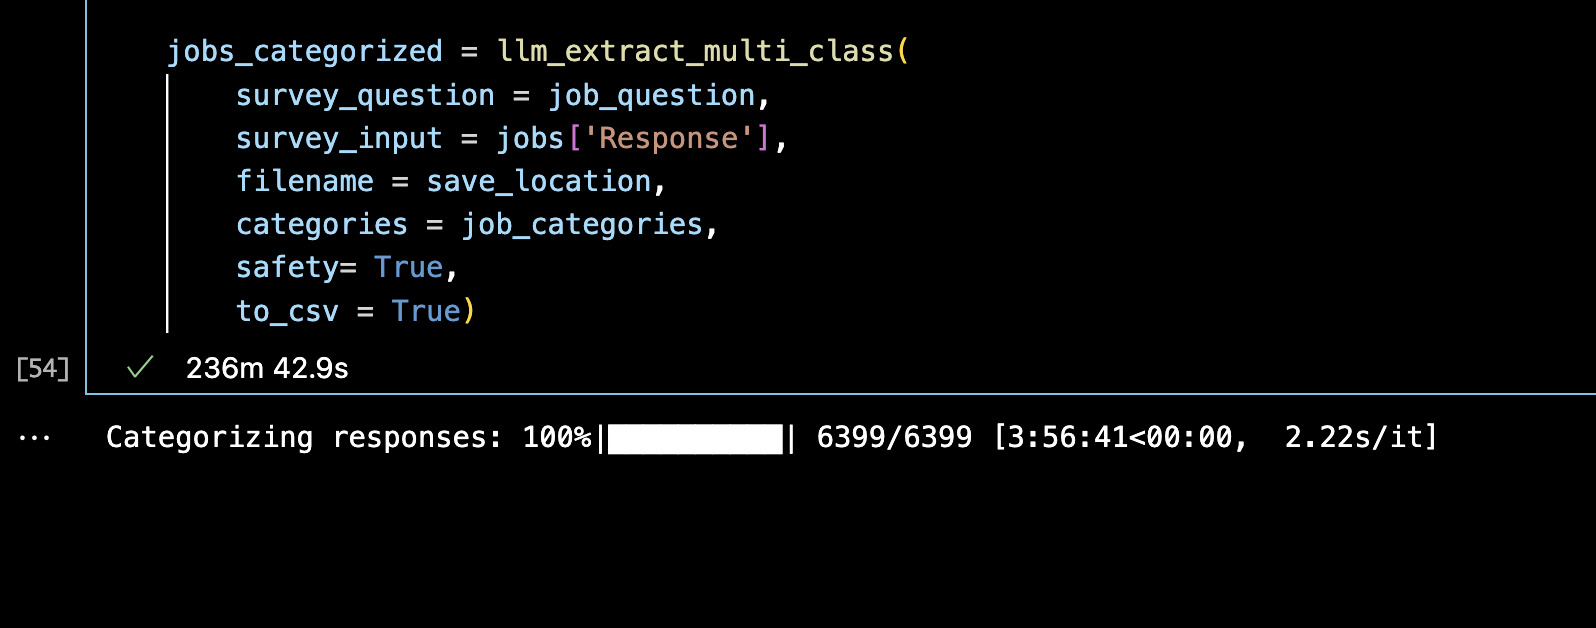 jobs_categorized = llm_extract_multi_class(
    survey_question = job_question,
    survey_input = jobs['Response'],
    filename = save_location,
    categories = job_categories,
    safety= True,
    to_csv = True)
[54] ✓ 236m 42.9s
... Categorizing responses: 100%|██████████| 6399/6399 [3:56:41<00:00,  2.22s/it]